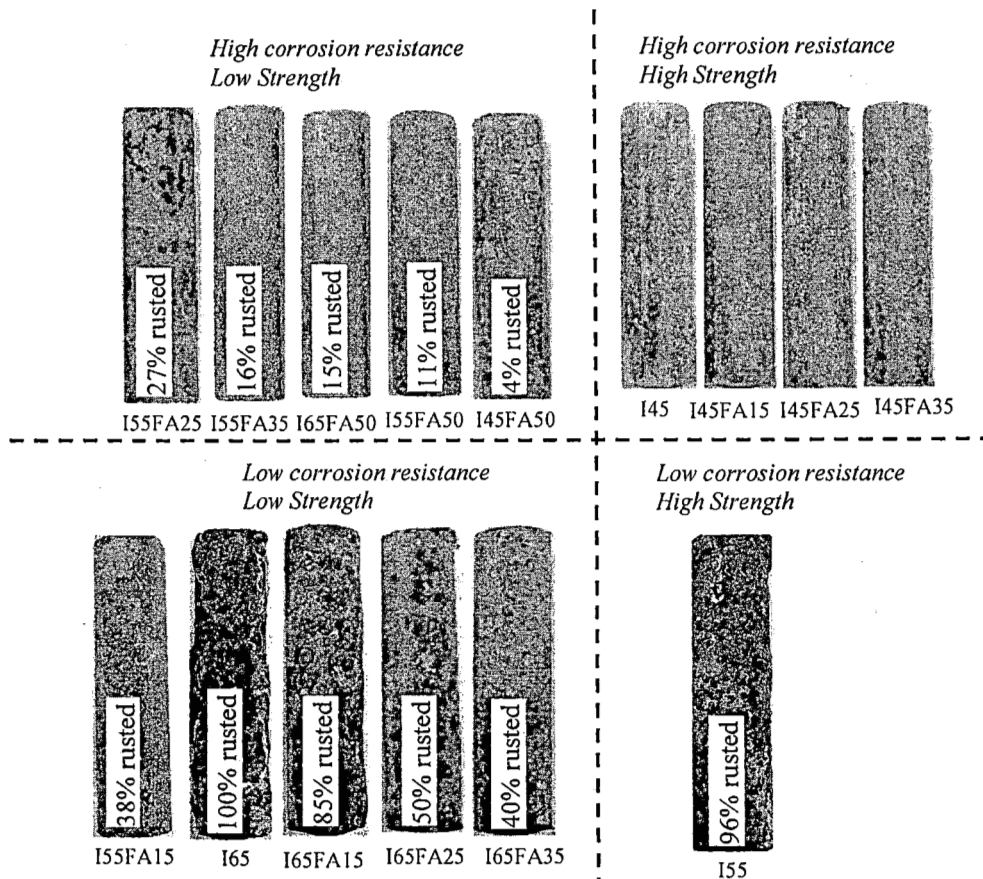 High corrosion resistance
Low Strength
27% rusted
16% rusted
15% rusted
11% rusted
4% rusted
I55FA25
I55FA35
I65FA50
I55FA50
I45FA50
High corrosion resistance
High Strength
I45
I45FA15
I45FA25
I45FA35
Low corrosion resistance
Low Strength
38% rusted
100% rusted
85% rusted
50% rusted
40% rusted
I55FA15
I65
I65FA15
I65FA25
I65FA35
Low corrosion resistance
High Strength
96% rusted
I55